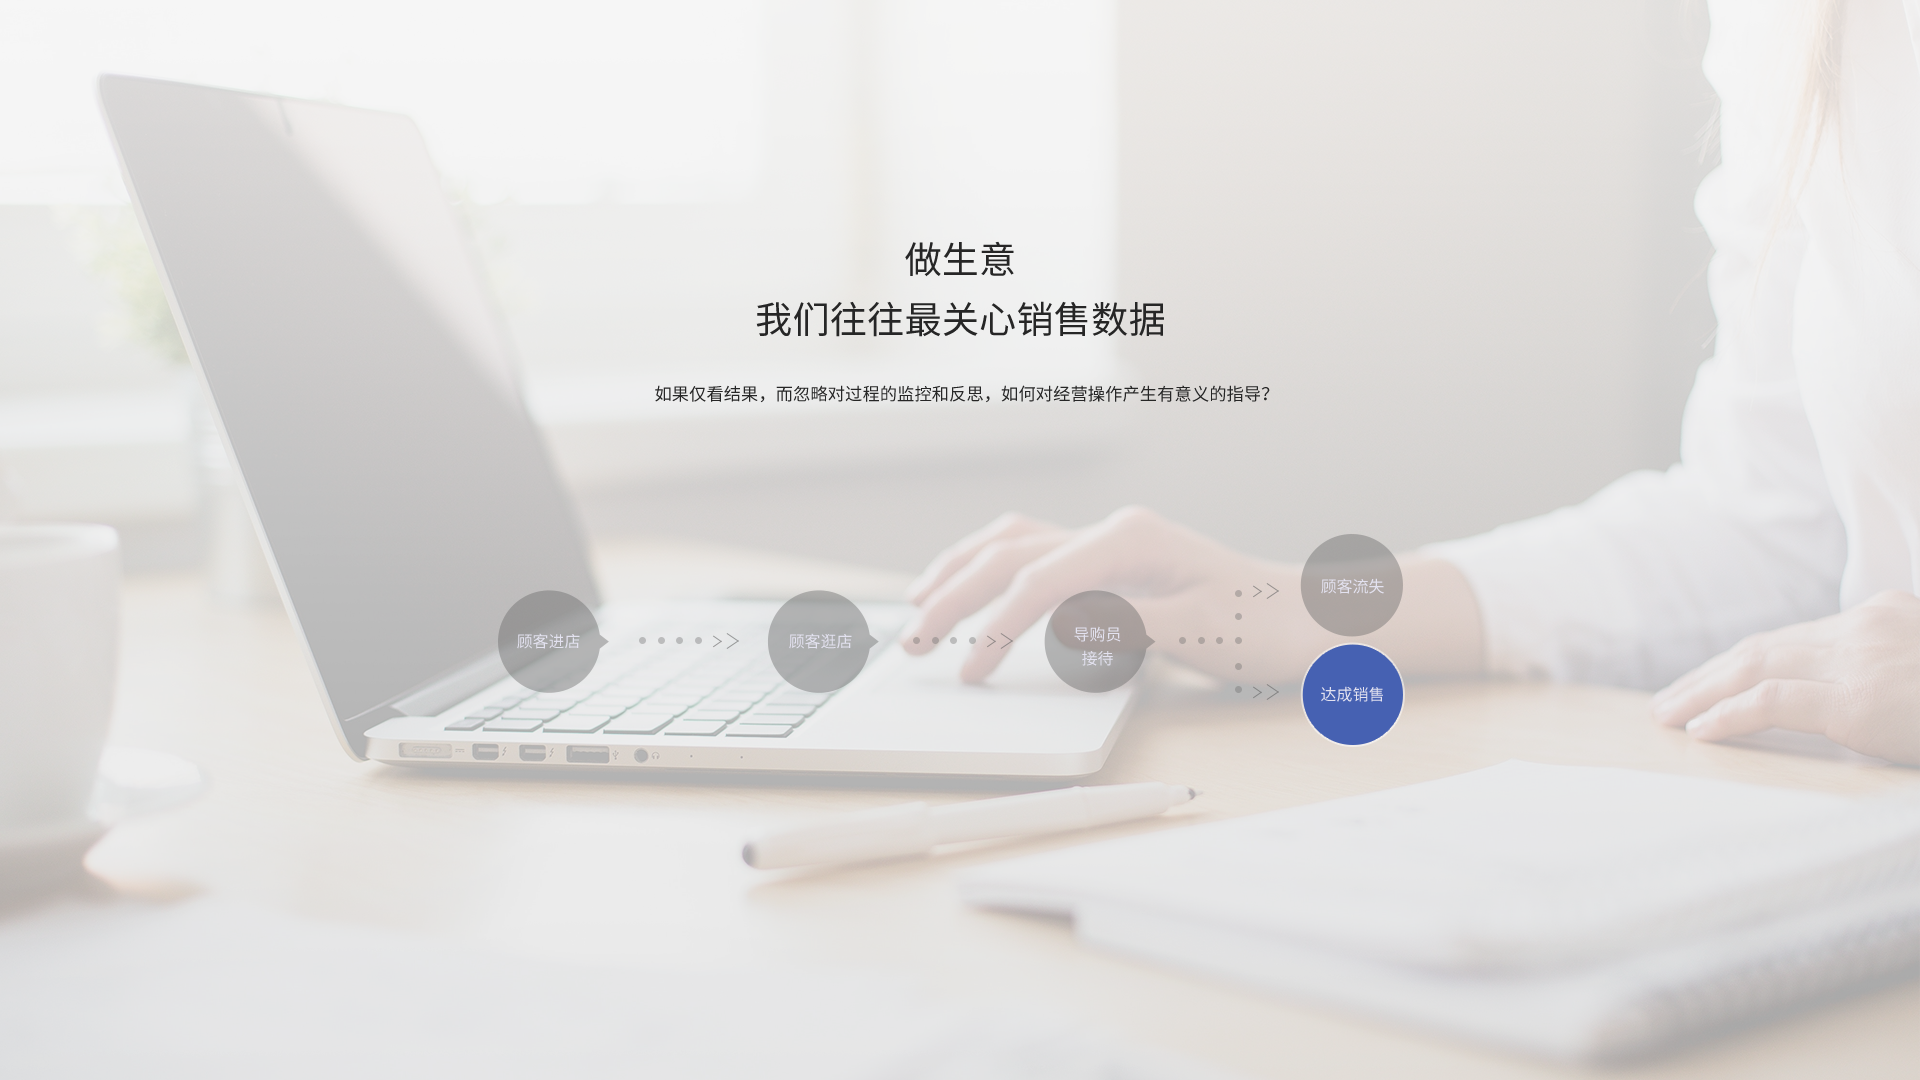 做生意
我们往往最关心销售数据
如果仅看结果，而忽略对过程的监控和反思，如何对经营操作产生有意义的指导？
顾客进店
顾客逛店
导购员
接待
顾客流失
达成销售